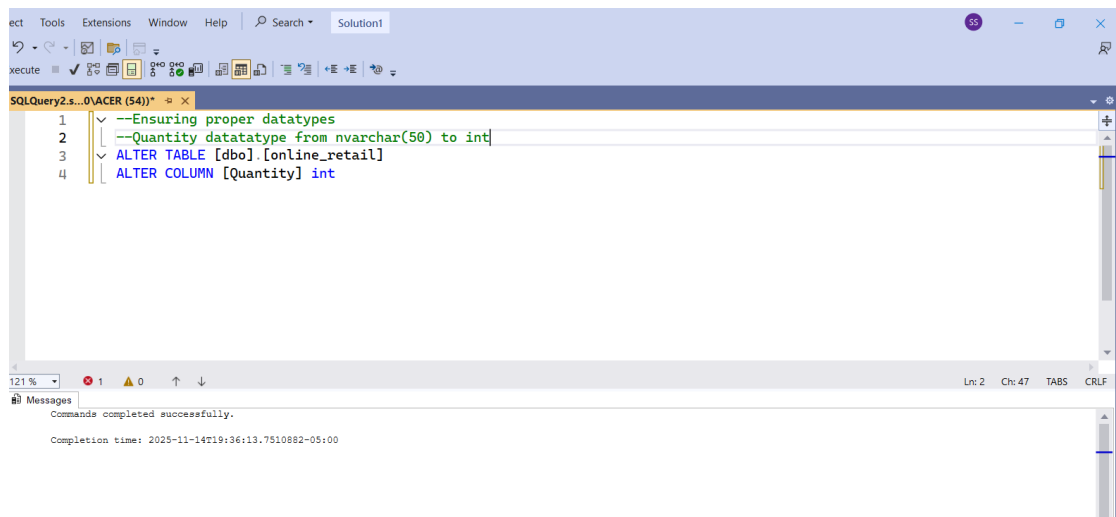 ect Tools Extensions Window Help Search Solution1 SS
xecute
SQLQuery2.s...0\ACER (54))*
1 --Ensuring proper datatypes
2 --Quantity datatatype from nvarchar(50) to int
3 ALTER TABLE [dbo].[online_retail]
4 ALTER COLUMN [Quantity] int
121 % 1 0 Ln: 2 Ch: 47 TABS CRLF
Messages
Commands completed successfully.
Completion time: 2025-11-14T19:36:13.7510882-05:00